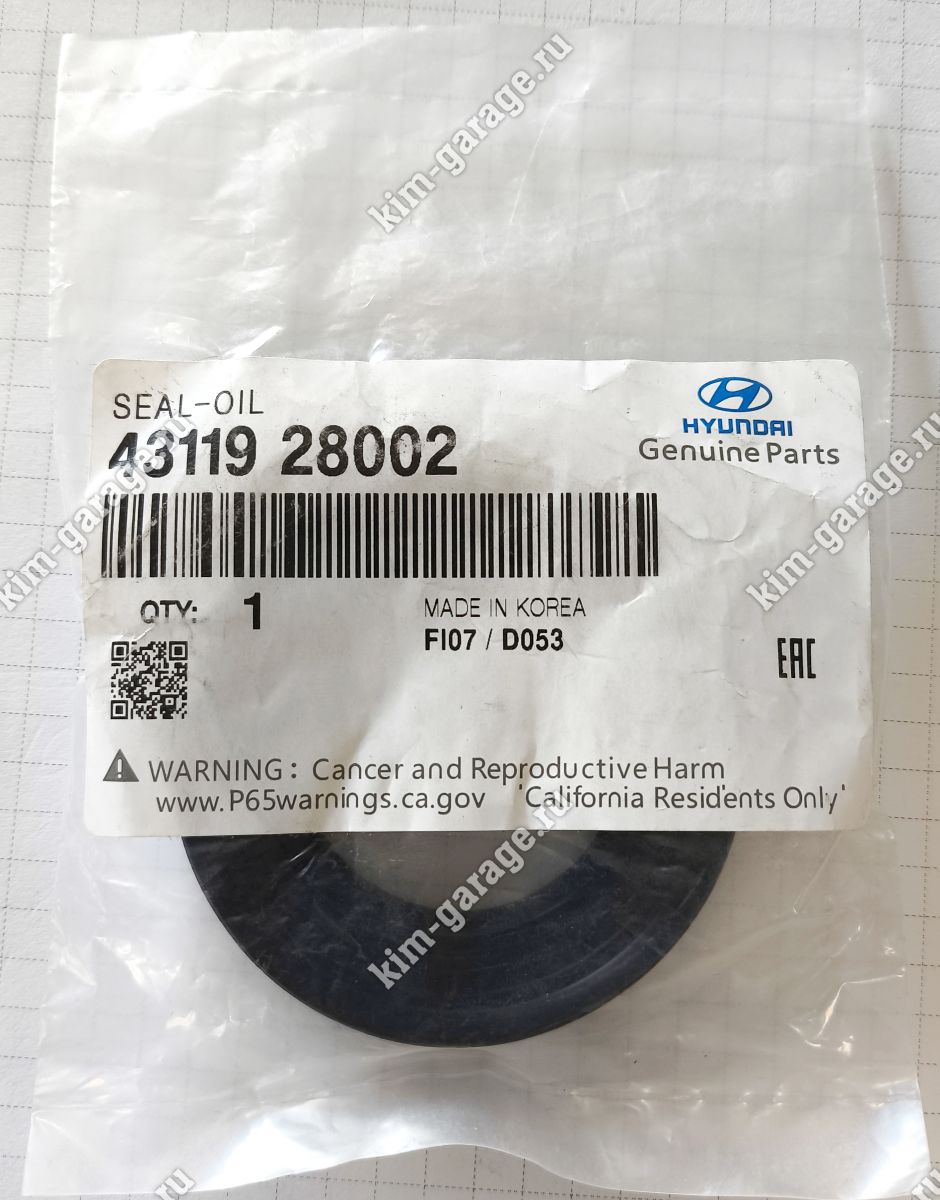 kim-garage.ru
SEAL-OIL
43119 28002
HYUNDAI
Genuine Parts
kim-garage.ru
kim-garage.ru
QTY: 1
MADE IN KOREA
FI07 / D053
EAC
WARNING : Cancer and Reproductive Harm
www.P65warnings.ca.gov 'California Residents Only'
kim-garage.ru